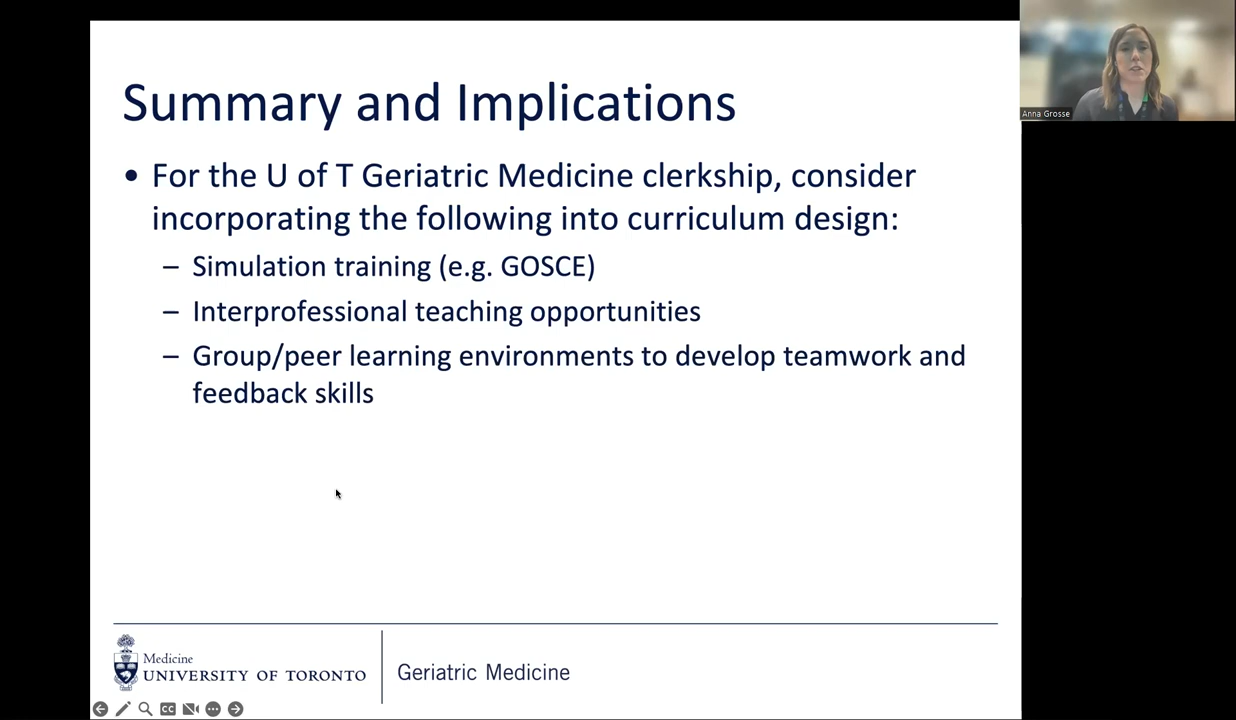 Summary and Implications
• For the U of T Geriatric Medicine clerkship, consider
incorporating the following into curriculum design:
– Simulation training (e.g. GOSCE)
– Interprofessional teaching opportunities
– Group/peer learning environments to develop teamwork and
feedback skills
Medicine
UNIVERSITY OF TORONTO
Geriatric Medicine
CC
Anna Grosse